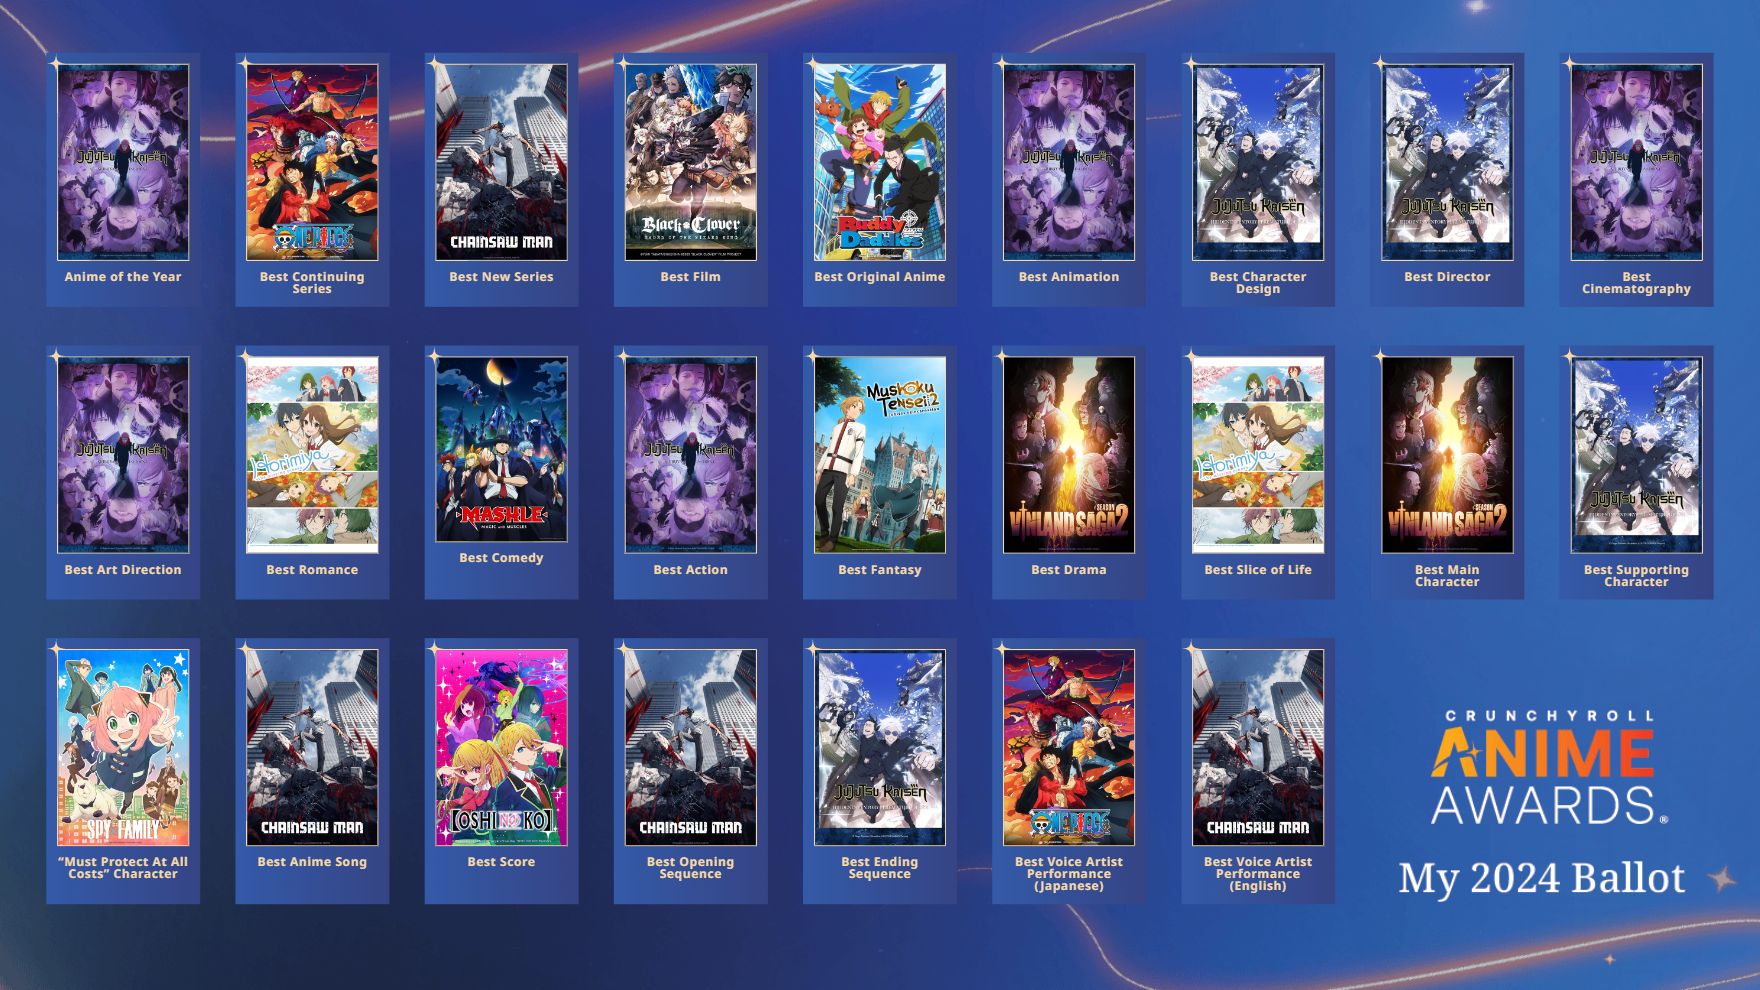 JUJUTSU KAISEN
ONE PIECE
CHAINSAW MAN
Black Clover
SWORD OF THE WIZARD KING
Buddy
Daddies
JUJUTSU KAISEN
JUJUTSU KAISEN
JUJUTSU KAISEN
JUJUTSU KAISEN
Anime of the Year
Best Continuing
Series
Best New Series
Best Film
Best Original Anime
Best Animation
Best Character
Design
Best Director
Best
Cinematography
JUJUTSU KAISEN
Horimiya
MASHLE
MAGIC AND MUSCLES
JUJUTSU KAISEN
Mushoku
Tensei2
SEASON
VINLAND SAGA2
Horimiya
SEASON
VINLAND SAGA2
JUJUTSU KAISEN
Best Art Direction
Best Romance
Best Comedy
Best Action
Best Fantasy
Best Drama
Best Slice of Life
Best Main
Character
Best Supporting
Character
SPY FAMILY
CHAINSAW MAN
[OSHI NO KO]
CHAINSAW MAN
JUJUTSU KAISEN
ONE PIECE
CHAINSAW MAN
“Must Protect At All
Costs” Character
Best Anime Song
Best Score
Best Opening
Sequence
Best Ending
Sequence
Best Voice Artist
Performance
(Japanese)
Best Voice Artist
Performance
(English)
CRUNCHYROLL
ANIME
AWARDS®
My 2024 Ballot